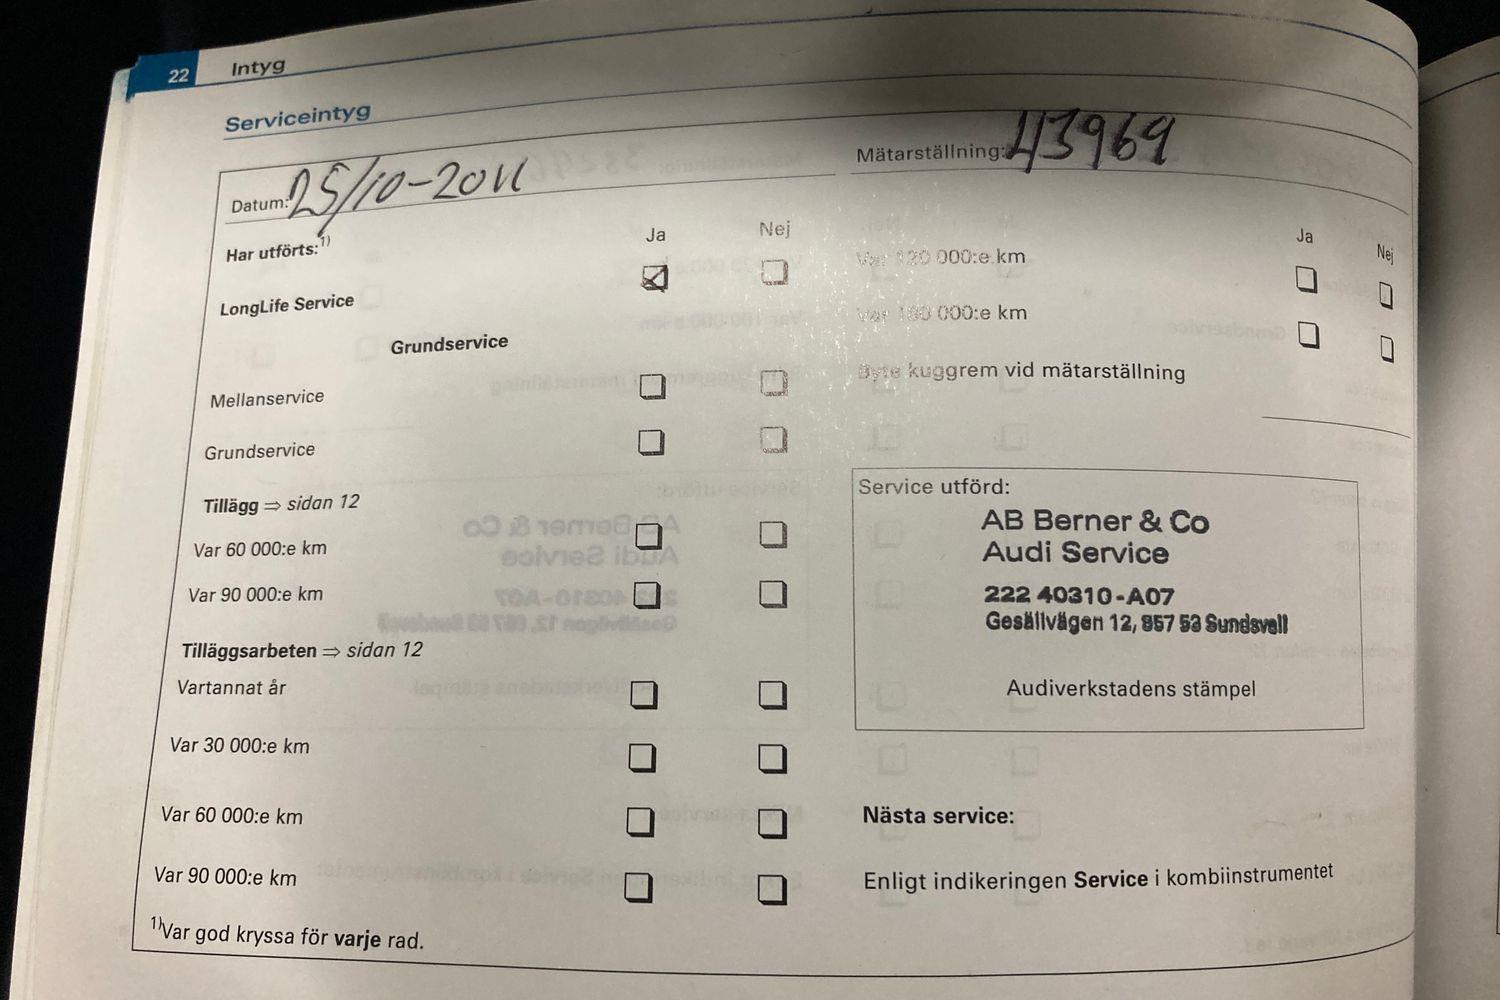 22 Intyg
Serviceintyg
Datum: 25/10-2011
Mätarställning: 43969
Har utförts:1)
Ja Nej
LongLife Service
Grundservice
Mellanservice
Grundservice
Tillägg ⇒ sidan 12
Var 60 000:e km
Var 90 000:e km
Tilläggsarbeten ⇒ sidan 12
Vartannat år
Var 30 000:e km
Var 60 000:e km
Var 90 000:e km
1)Var god kryssa för varje rad.
Ja Nej
Var 120 000:e km
Var 180 000:e km
Byte kuggrem vid mätarställning
Service utförd:
AB Berner & Co
Audi Service
222 40310-A07
Gesällvägen 12, 857 53 Sundsvall
Audiverkstadens stämpel
Nästa service:
Enligt indikeringen Service i kombiinstrumentet